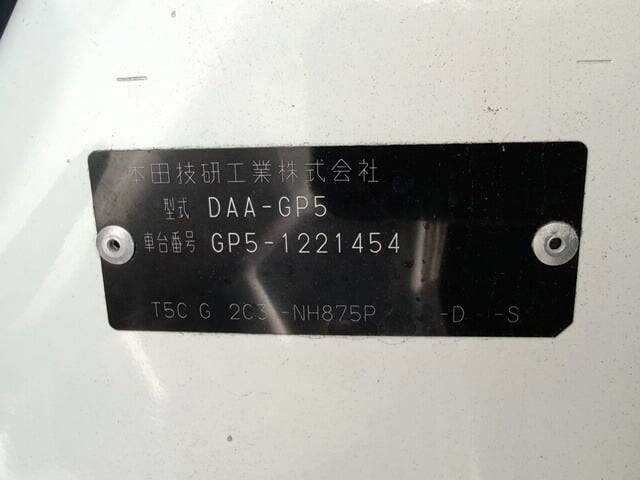 本田技研工業株式会社
型式 DAA-GP5
車台番号 GP5-1221454
T5C G 2C3 -NH875P -D -S